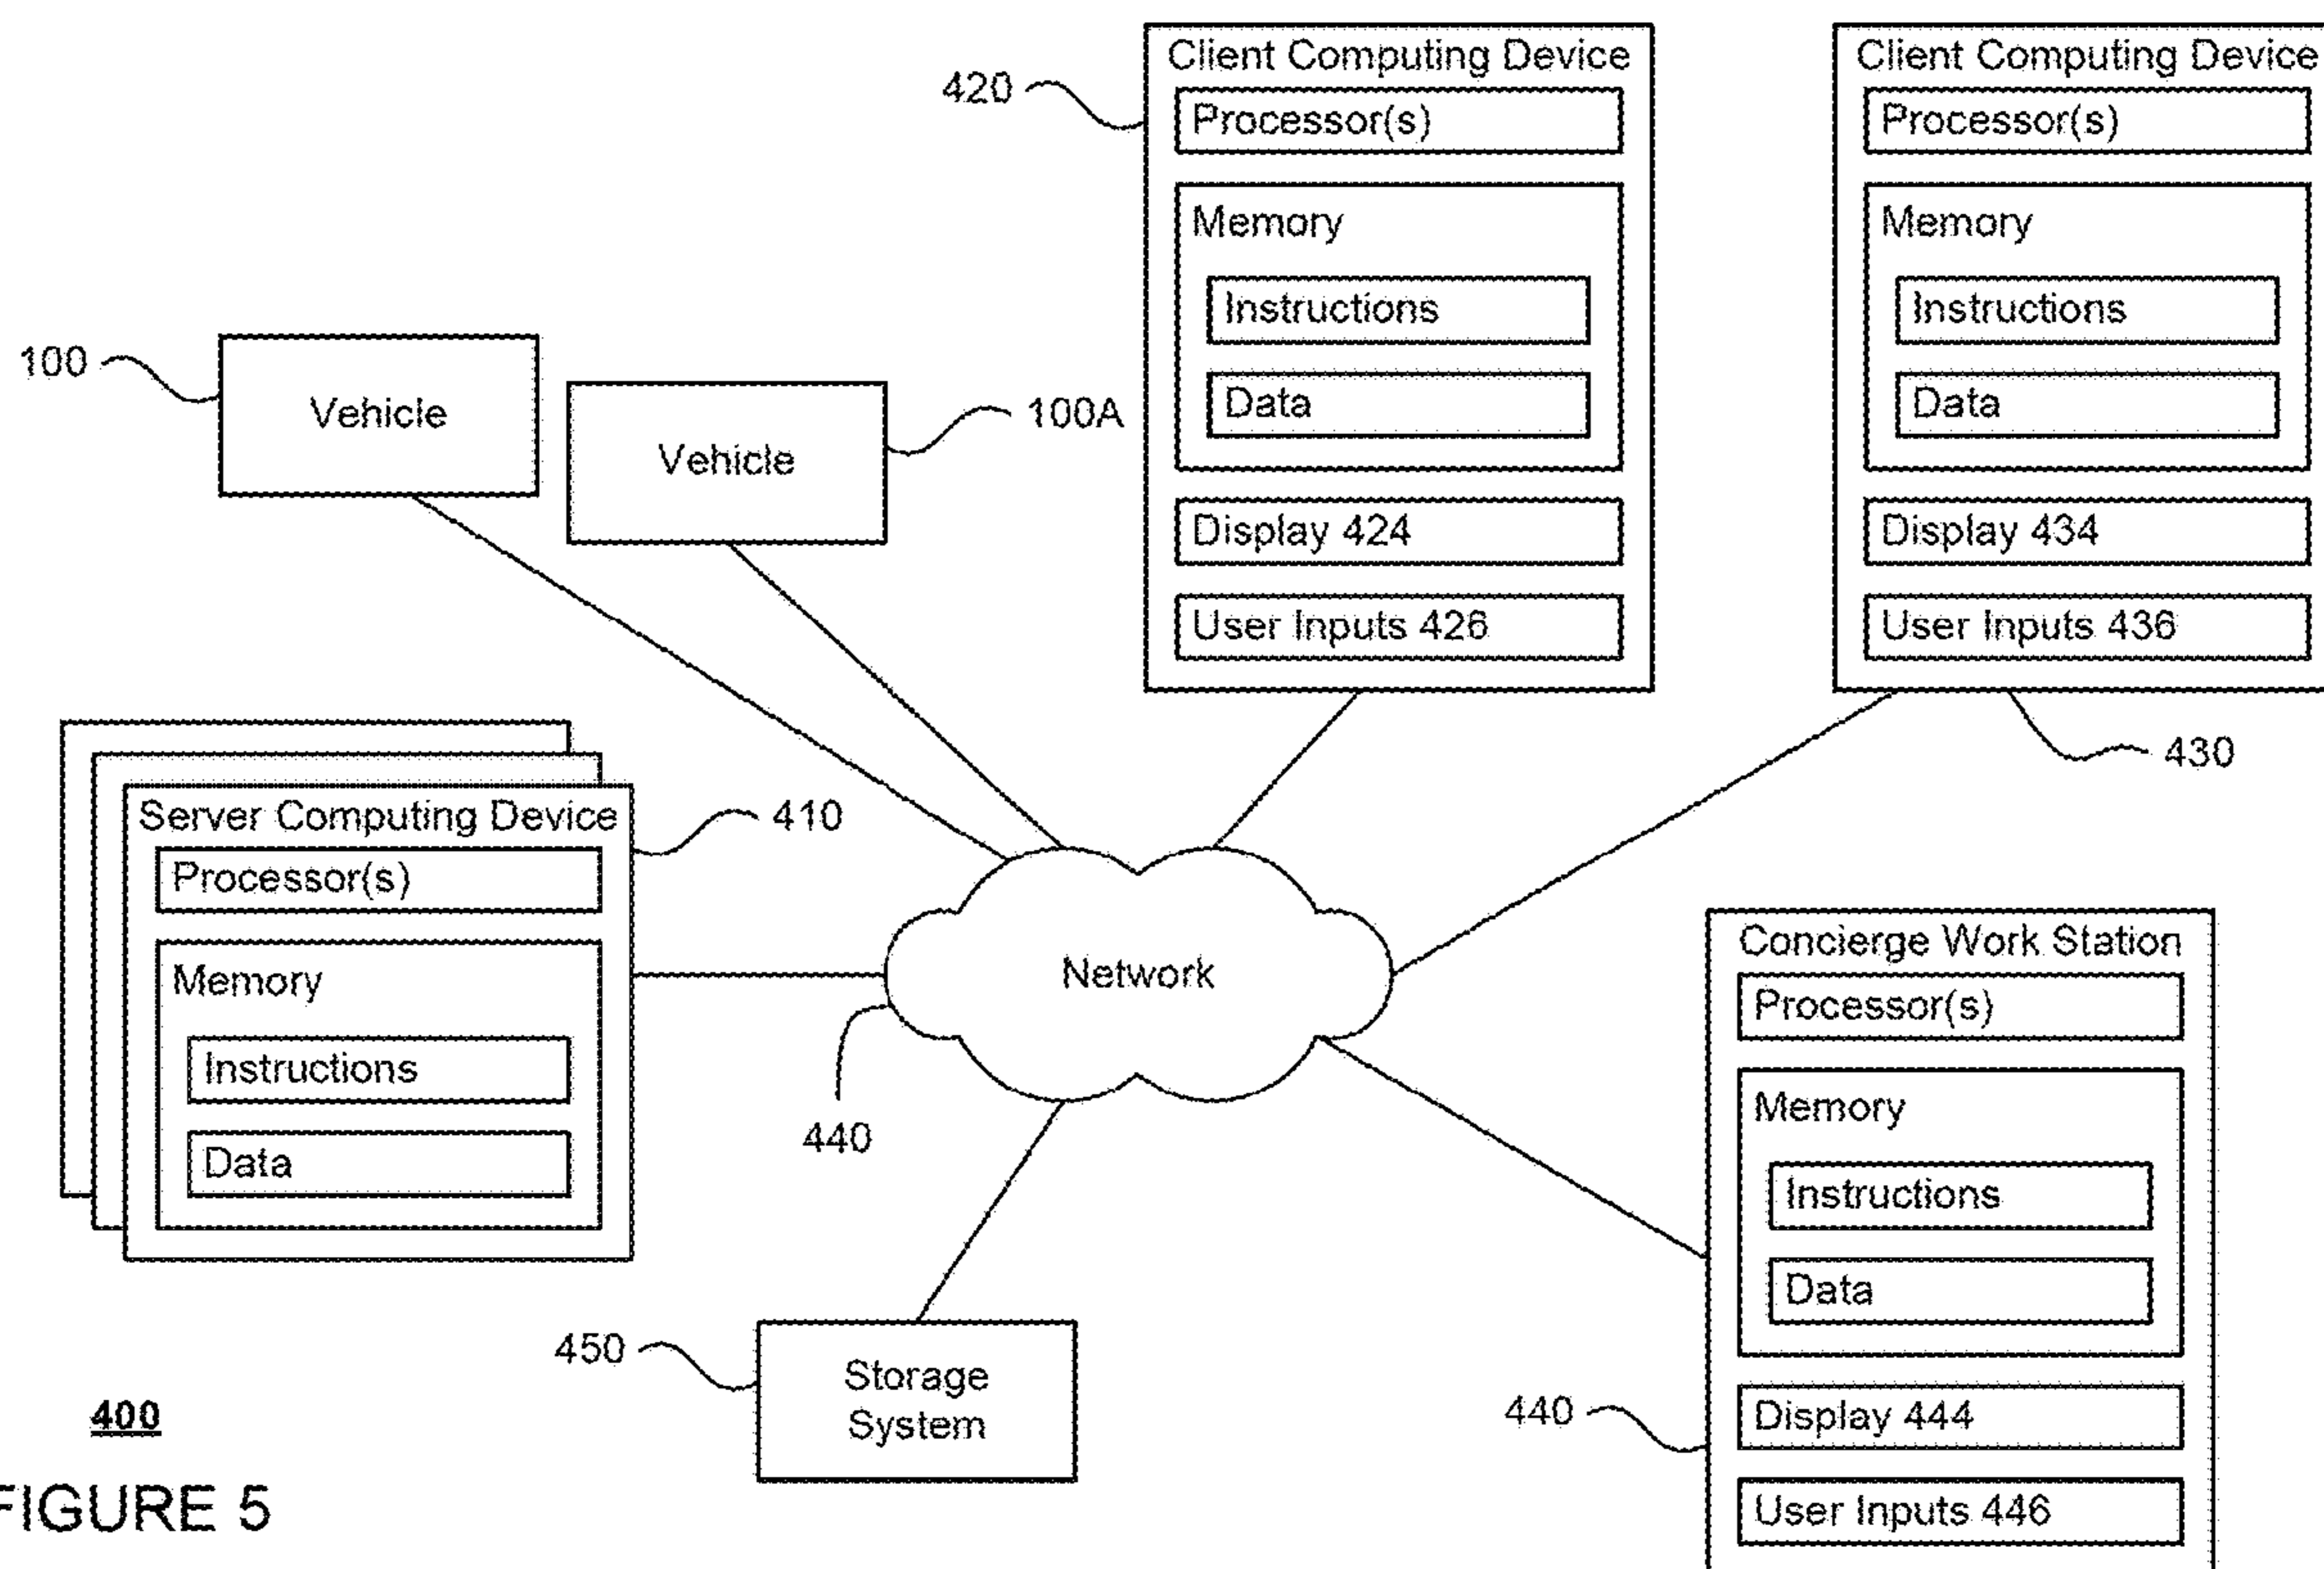 Client Computing Device
420
Processor(s)
Memory
Instructions
Data
Display 424
User Inputs 426
Client Computing Device
Processor(s)
Memory
Instructions
Data
Display 434
User Inputs 436
430
100
Vehicle
Vehicle
100A
Server Computing Device
410
Processor(s)
Memory
Instructions
Data
Network
440
Concierge Work Station
Processor(s)
Memory
Instructions
Data
440
Display 444
User Inputs 446
450
Storage
System
400
FIGURE 5